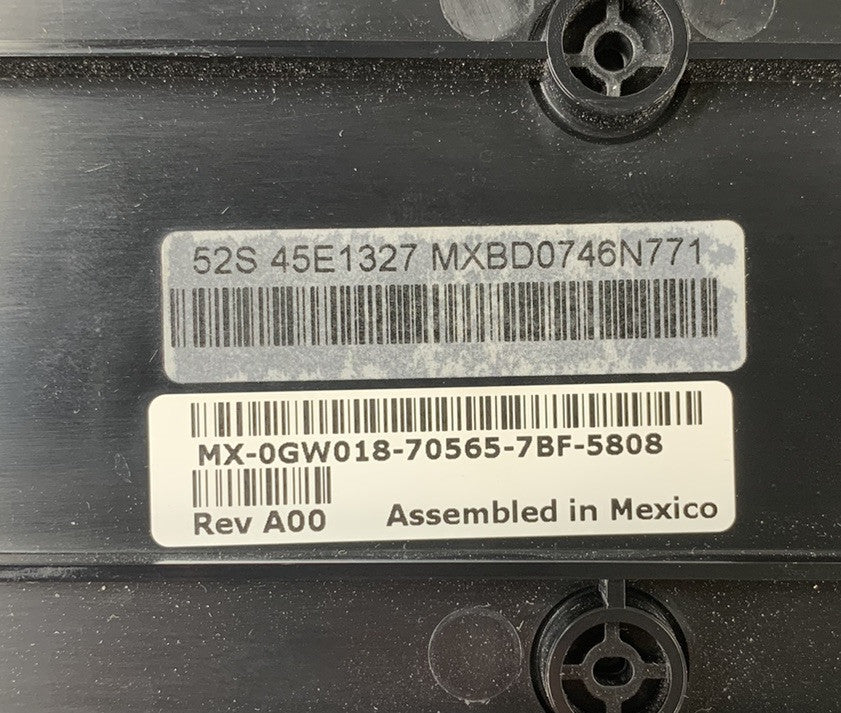 52S 45E1327 MXBD0746N771
MX-0GW018-70565-7BF-5808
Rev A00 Assembled in Mexico